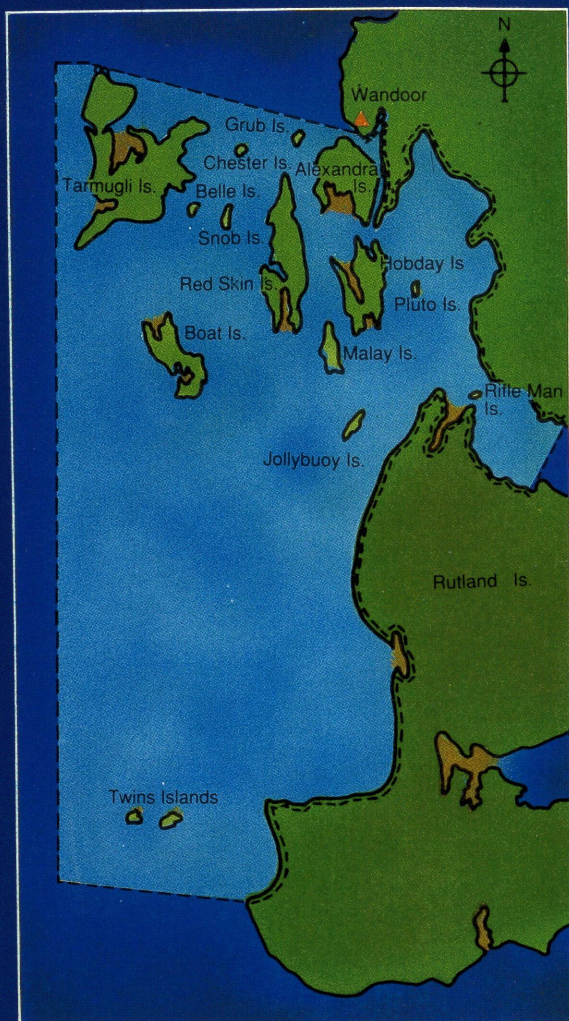 N
Wandoor
Grub Is.
Chester Is.
Alexandra
Is.
Tarmugli Is.
Belle Is.
Snob Is.
Hobday Is
Red Skin Is.
Pluto Is.
Boat Is.
Malay Is.
Rifle Man
Is.
Jollybuoy Is.
Rutland Is.
Twins Islands